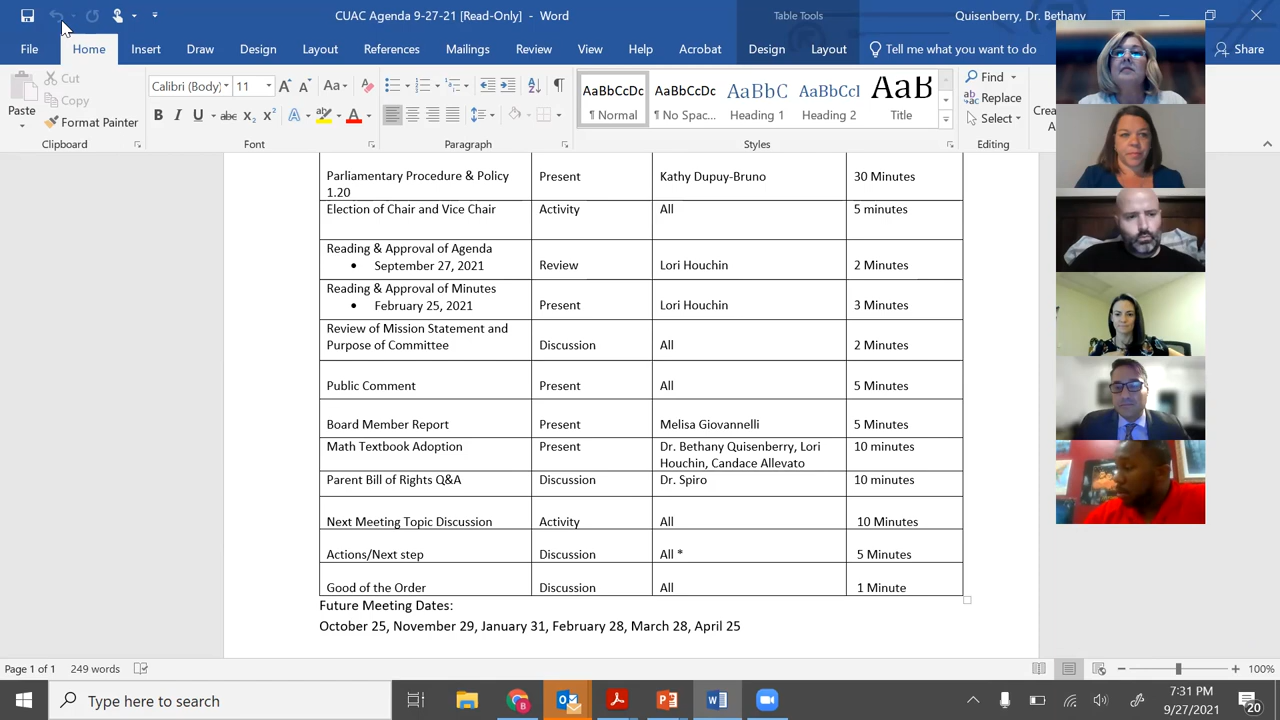 CUAC Agenda 9-27-21 [Read-Only] - Word
Table Tools
Quisenberry, Dr. Bethany
File Home Insert Draw Design Layout References Mailings Review View Help Acrobat Design Layout Tell me what you want to do Share
Paste
Cut
Copy
Format Painter
Clipboard
Calibri (Body)
11
Font
Paragraph
AaBbCcDc AaBbCcDc AaBbC AaBbCcI AaB
¶ Normal ¶ No Spac... Heading 1 Heading 2 Title
Styles
Find
Replace
Select
Editing
Parliamentary Procedure & Policy 
1.20
Present
Kathy Dupuy-Bruno
30 Minutes
Election of Chair and Vice Chair
Activity
All
5 minutes
Reading & Approval of Agenda
• September 27, 2021
Review
Lori Houchin
2 Minutes
Reading & Approval of Minutes
• February 25, 2021
Present
Lori Houchin
3 Minutes
Review of Mission Statement and
Purpose of Committee
Discussion
All
2 Minutes
Public Comment
Present
All
5 Minutes
Board Member Report
Present
Melisa Giovannelli
5 Minutes
Math Textbook Adoption
Present
Dr. Bethany Quisenberry, Lori
Houchin, Candace Allevato
10 minutes
Parent Bill of Rights Q&A
Discussion
Dr. Spiro
10 minutes
Next Meeting Topic Discussion
Activity
All
10 Minutes
Actions/Next step
Discussion
All *
5 Minutes
Good of the Order
Discussion
All
1 Minute
Future Meeting Dates:
October 25, November 29, January 31, February 28, March 28, April 25
Page 1 of 1 249 words
100%
Type here to search
7:31 PM
9/27/2021
20